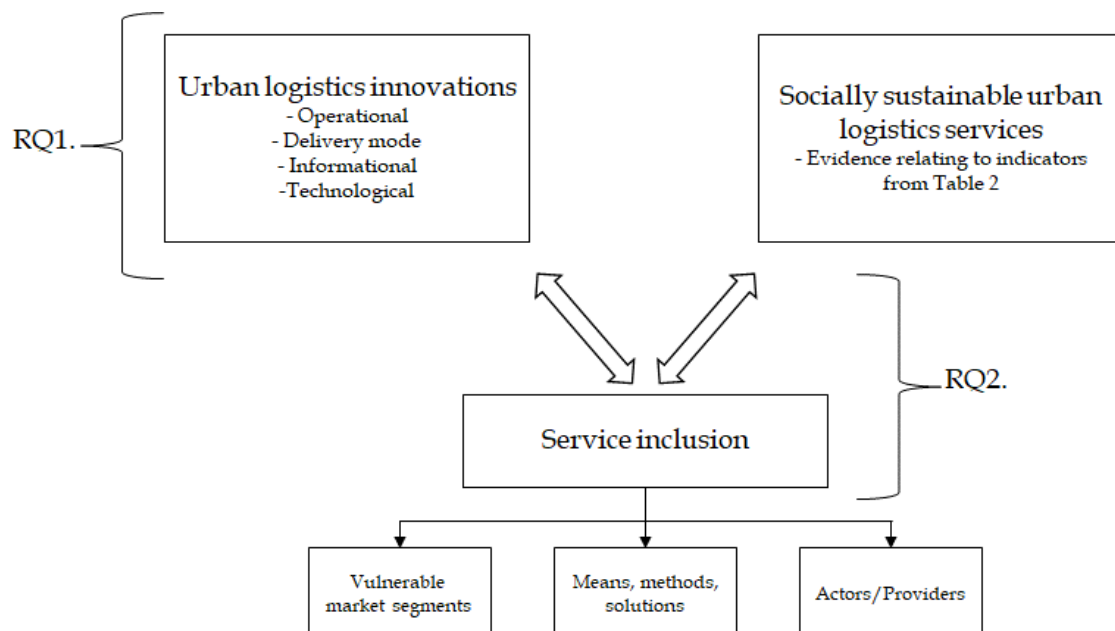 RQ1.
Urban logistics innovations
- Operational
- Delivery mode
- Informational
-Technological
Socially sustainable urban
logistics services
- Evidence relating to indicators
from Table 2
RQ2.
Service inclusion
Vulnerable
market segments
Means, methods,
solutions
Actors/Providers